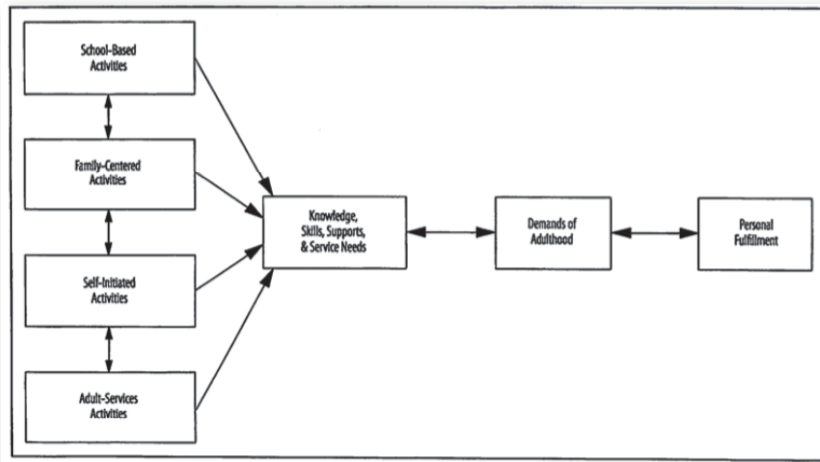 School-Based
Activities
Family-Centered
Activities
Self-Initiated
Activities
Adult-Services
Activities
Knowledge,
Skills, Supports,
& Service Needs
Demands of
Adulthood
Personal
Fulfillment